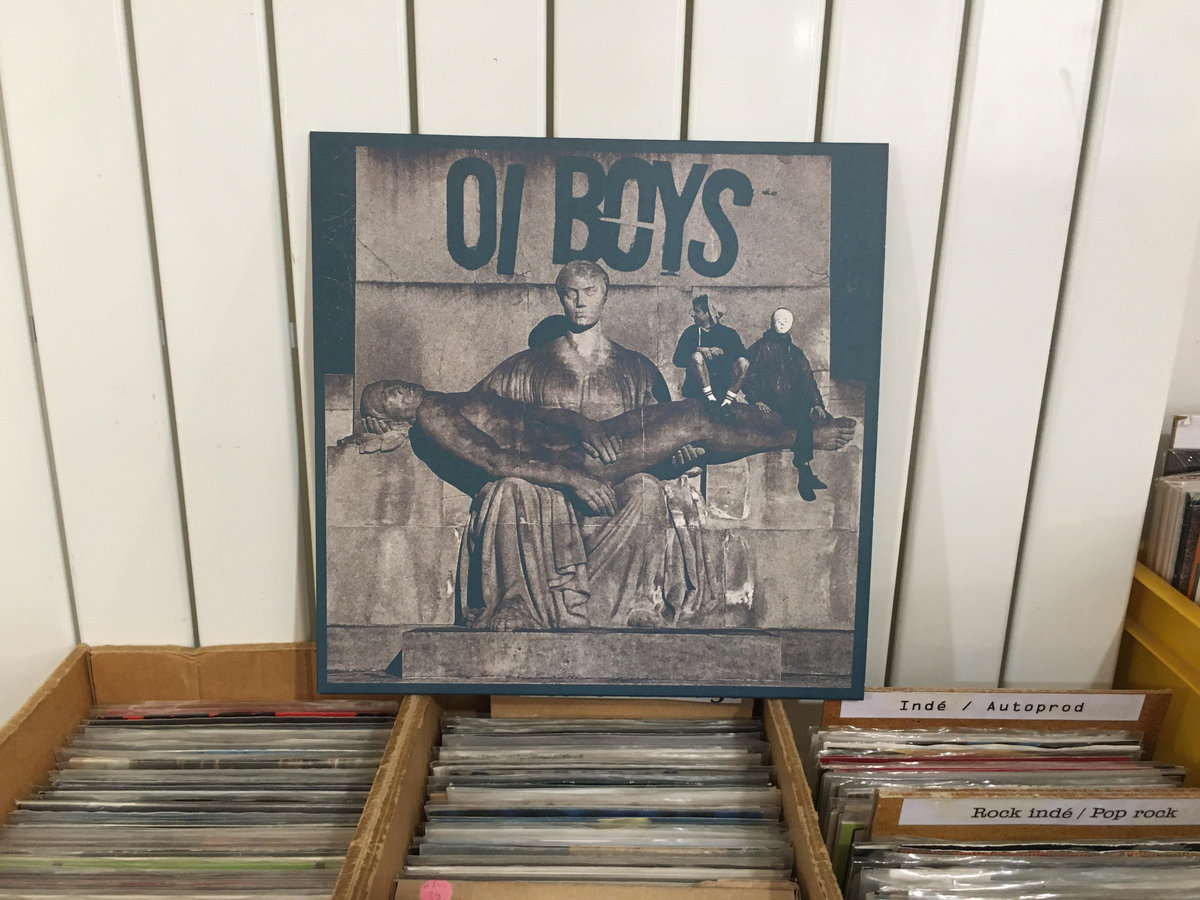 OI BOYS
Indé / Autoprod
Rock indé / Pop rock